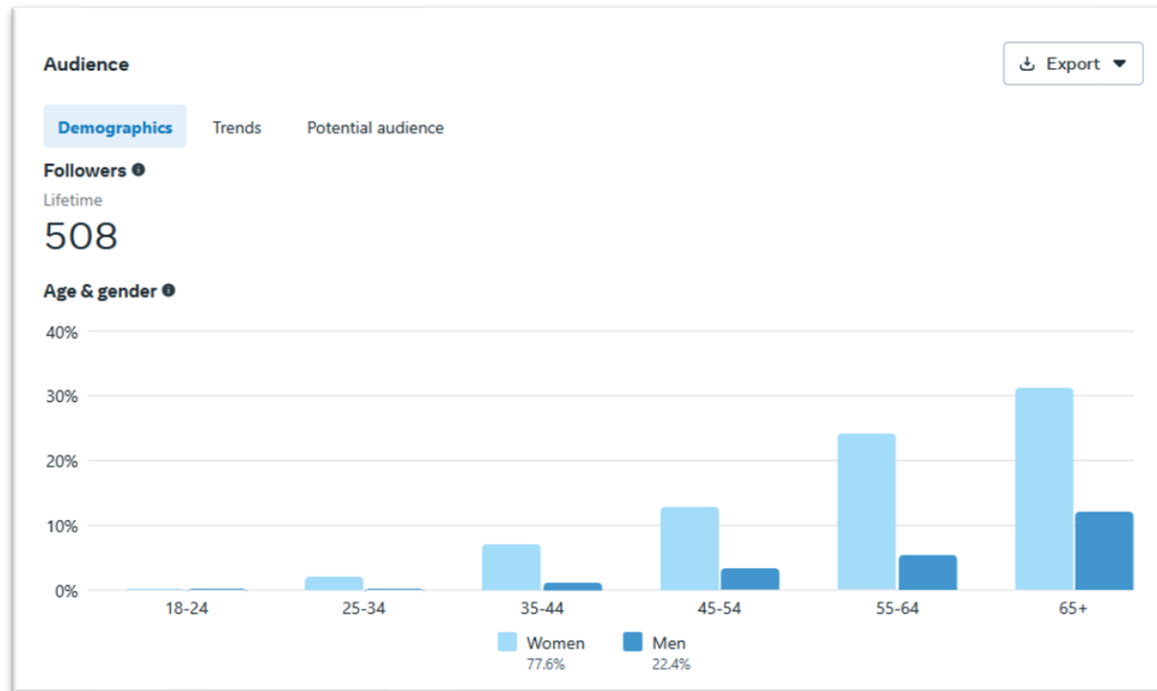 Audience
Export
Demographics Trends Potential audience
Followers
Lifetime
508
Age & gender
40%
30%
20%
10%
0%
18-24 25-34 35-44 45-54 55-64 65+
Women Men
77.6% 22.4%